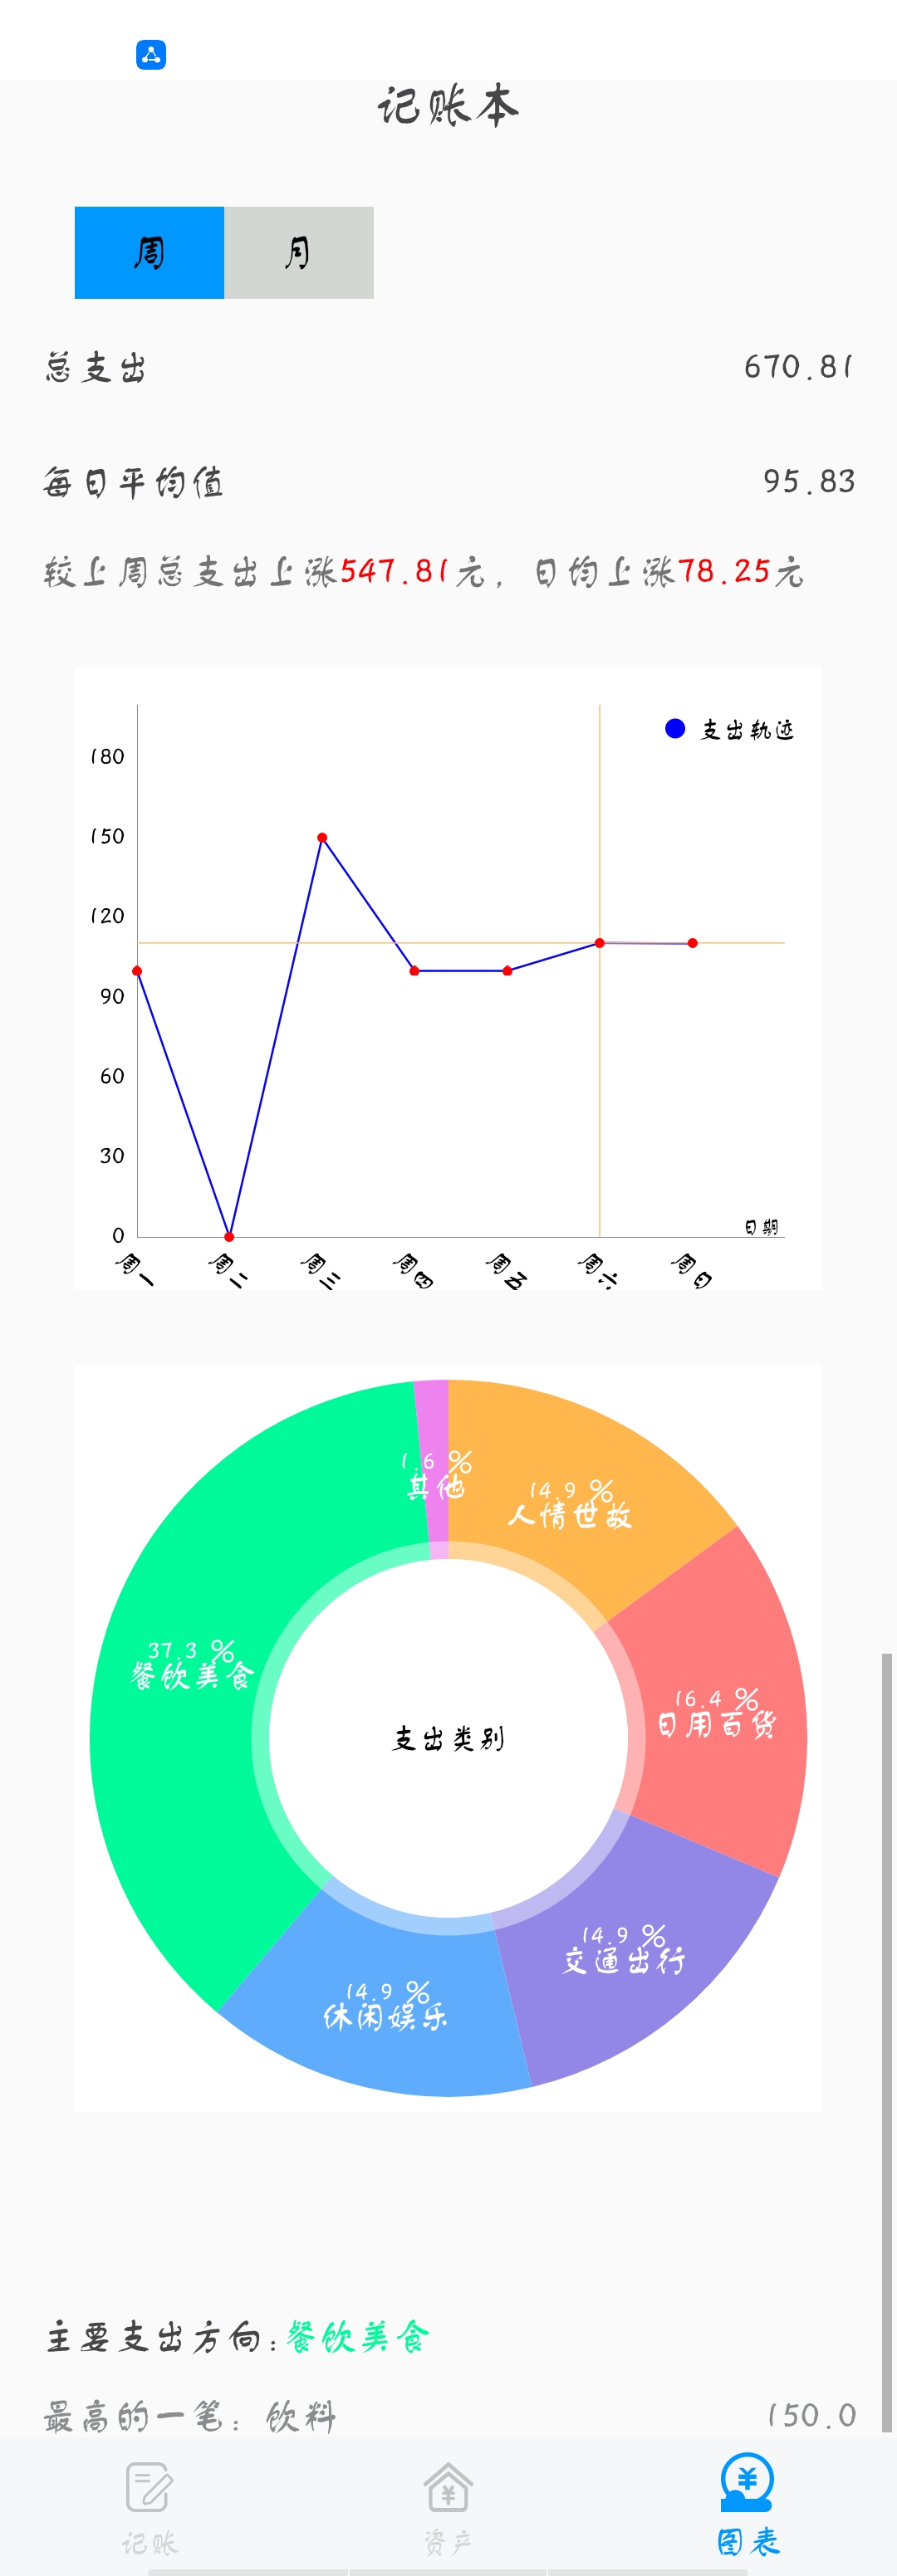 记账本
周 月
总支出 670.81
每日平均值 95.83
较上周总支出上涨547.81元，日均上涨78.25元
支出轨迹
180
150
120
90
60
30
0
日期
周一 周二 周三 周四 周五 周六 周日
1.6 %
其他
14.9 %
人情世故
37.3 %
餐饮美食
16.4 %
日用百货
支出类别
14.9 %
交通出行
14.9 %
休闲娱乐
主要支出方向:餐饮美食
最高的一笔：饮料 150.0
记账 资产 图表